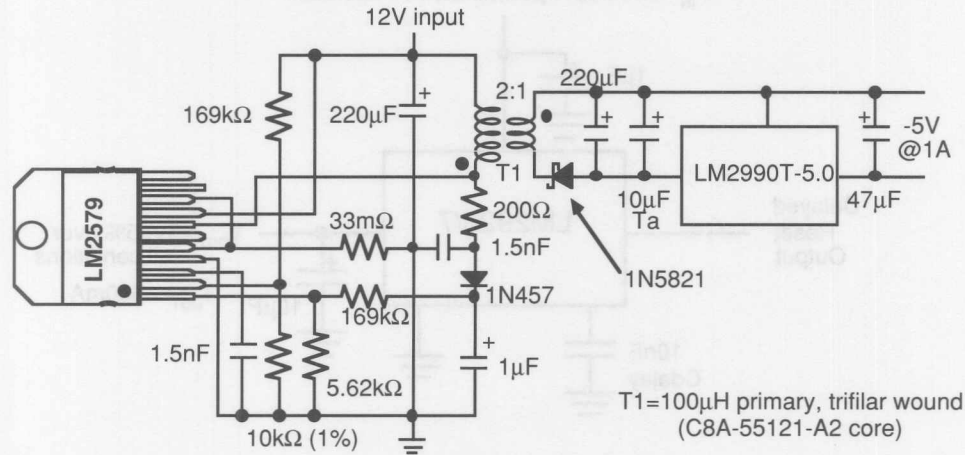 12V input
169kΩ
220μF
+
2:1
T1
220μF
+
+
+
-5V
@1A
LM2990T-5.0
10μF
Ta
47μF
LM2579
33mΩ
200Ω
1.5nF
1N5821
1N457
169kΩ
1.5nF
5.62kΩ
+
1μF
10kΩ (1%)
T1=100μH primary, trifilar wound
(C8A-55121-A2 core)